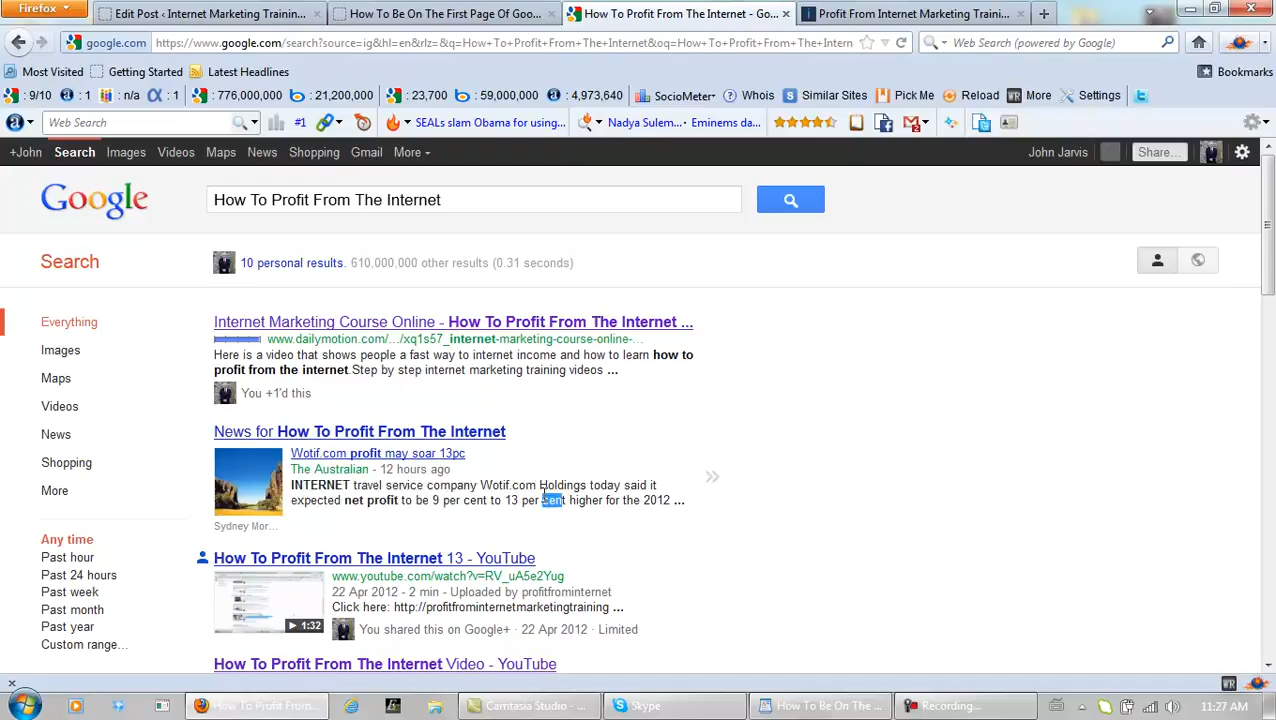 Firefox
Edit Post ‹ Internet Marketing Trainin...
How To Be On The First Page Of Goo...
How To Profit From The Internet - Go...
Profit From Internet Marketing Traini...
google.com
https://www.google.com/search?source=ig&hl=en&rlz=&q=How+To+Profit+From+The+Internet&oq=How+To+Profit+From+The+Intern
Web Search (powered by Google)
Most Visited
Getting Started
Latest Headlines
Bookmarks
: 9/10
: 1
: n/a
: 1
: 776,000,000
: 21,200,000
: 23,700
: 59,000,000
: 4,973,640
SocioMeter
Whois
Similar Sites
Pick Me
Reload
More
Settings
Web Search
#1
SEALs slam Obama for using...
Nadya Sulem...
Eminems da...
+John
Search
Images
Videos
Maps
News
Shopping
Gmail
More
John Jarvis
Share...
Google
How To Profit From The Internet
Search
10 personal results. 610,000,000 other results (0.31 seconds)
Everything
Images
Maps
Videos
News
Shopping
More
Any time
Past hour
Past 24 hours
Past week
Past month
Past year
Custom range...
Internet Marketing Course Online - How To Profit From The Internet ...
www.dailymotion.com/.../xq1s57_internet-marketing-course-online-...
Here is a video that shows people a fast way to internet income and how to learn how to
profit from the internet.Step by step internet marketing training videos ...
You +1'd this
News for How To Profit From The Internet
Wotif.com profit may soar 13pc
The Australian - 12 hours ago
INTERNET travel service company Wotif.com Holdings today said it
expected net profit to be 9 per cent to 13 per cent higher for the 2012 ...
Sydney Mor...
How To Profit From The Internet 13 - YouTube
www.youtube.com/watch?v=RV_uA5e2Yug
22 Apr 2012 - 2 min - Uploaded by profitfrominternet
Click here: http://profitfrominternetmarketingtraining ...
1:32
You shared this on Google+ · 22 Apr 2012 · Limited
How To Profit From The Internet Video - YouTube
How To Profit From...
Camtasia Studio - ...
Skype
How To Be On The ...
Recording...
11:27 AM